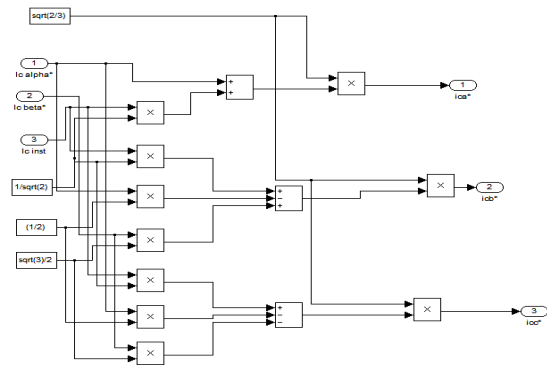 sqrt(2/3)
1
Ic alpha*
2
Ic beta*
3
Ic inst
1/sqrt(2)
(1/2)
sqrt(3)/2
+
+
×
×
×
×
×
×
×
+
−
+
+
−
−
×
×
×
1
ica*
2
icb*
3
icc*